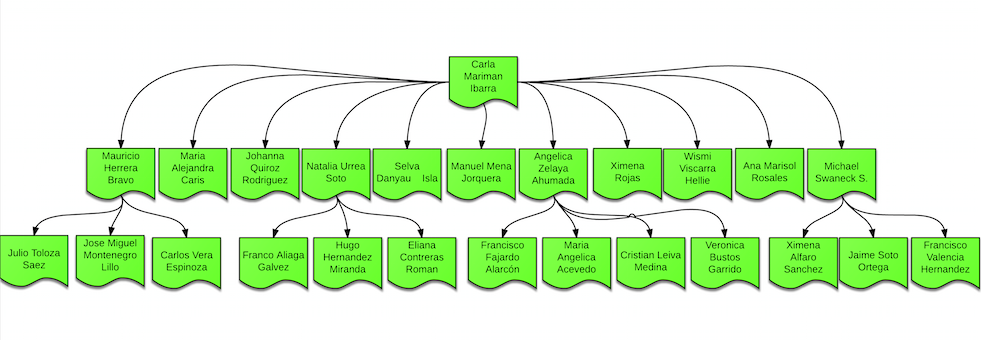 Carla
Mariman
Ibarra
Mauricio
Herrera
Bravo
Maria
Alejandra
Caris
Johanna
Quiroz
Rodriguez
Natalia Urrea
Soto
Selva
Danyau Isla
Manuel Mena
Jorquera
Angelica
Zelaya
Ahumada
Ximena
Rojas
Wismi
Viscarra
Hellie
Ana Marisol
Rosales
Michael
Swaneck S.
Julio Toloza
Saez
Jose Miguel
Montenegro
Lillo
Carlos Vera
Espinoza
Franco Aliaga
Galvez
Hugo
Hernandez
Miranda
Eliana
Contreras
Roman
Francisco
Fajardo
Alarcón
Maria
Angelica
Acevedo
Cristian Leiva
Medina
Veronica
Bustos
Garrido
Ximena
Alfaro
Sanchez
Jaime Soto
Ortega
Francisco
Valencia
Hernandez